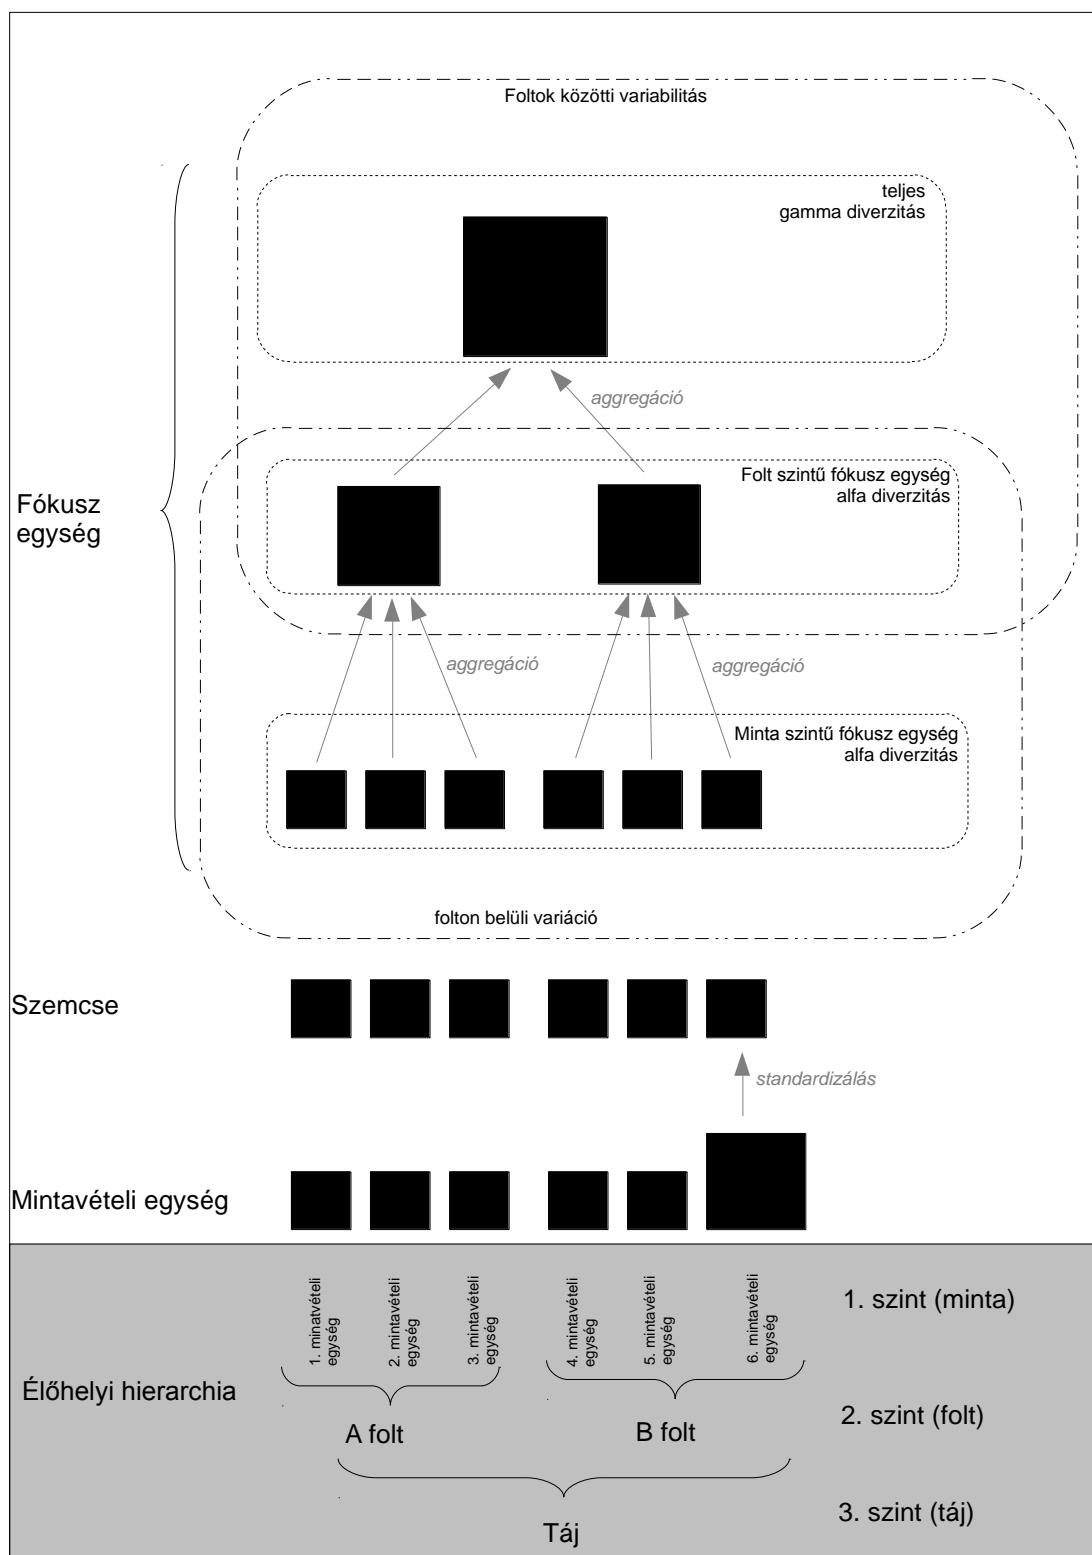 Foltok közötti variabilitás
teljes
gamma diverzitás
aggregáció
Fókusz
egység
Folt szintű fókusz egység
alfa diverzitás
aggregáció
aggregáció
Minta szintű fókusz egység
alfa diverzitás
folton belüli variáció
Szemcse
standardizálás
Mintavételi egység
1. minatvételi
egység
2. mintavételi
egység
3. mintavételi
egység
4. mintavételi
egység
5. mintavételi
egység
6. mintavételi
egység
1. szint (minta)
Élőhelyi hierarchia
A folt
B folt
2. szint (folt)
Táj
3. szint (táj)